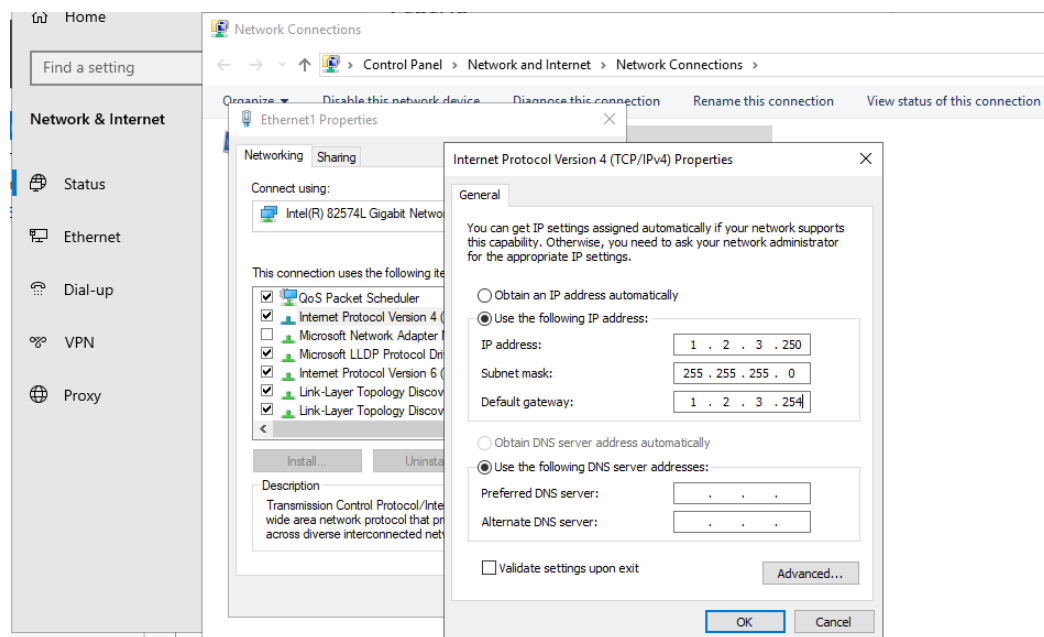 Home
Find a setting
Network & Internet
Status
Ethernet
Dial-up
VPN
Proxy
Network Connections
Control Panel > Network and Internet > Network Connections >
Organize Disable this network device Diagnose this connection Rename this connection View status of this connection
Ethernet1 Properties
Networking Sharing
Connect using:
Intel(R) 82574L Gigabit Netwo
This connection uses the following ite
QoS Packet Scheduler
Internet Protocol Version 4 (
Microsoft Network Adapter
Microsoft LLDP Protocol Dri
Internet Protocol Version 6 (
Link-Layer Topology Discov
Link-Layer Topology Discov
Install... Uninsta
Description
Transmission Control Protocol/Inte
wide area network protocol that pr
across diverse interconnected netw
Internet Protocol Version 4 (TCP/IPv4) Properties
General
You can get IP settings assigned automatically if your network supports
this capability. Otherwise, you need to ask your network administrator
for the appropriate IP settings.
Obtain an IP address automatically
Use the following IP address:
IP address: 1 . 2 . 3 . 250
Subnet mask: 255 . 255 . 255 . 0
Default gateway: 1 . 2 . 3 . 254
Obtain DNS server address automatically
Use the following DNS server addresses:
Preferred DNS server: . . .
Alternate DNS server: . . .
Validate settings upon exit
Advanced...
OK Cancel